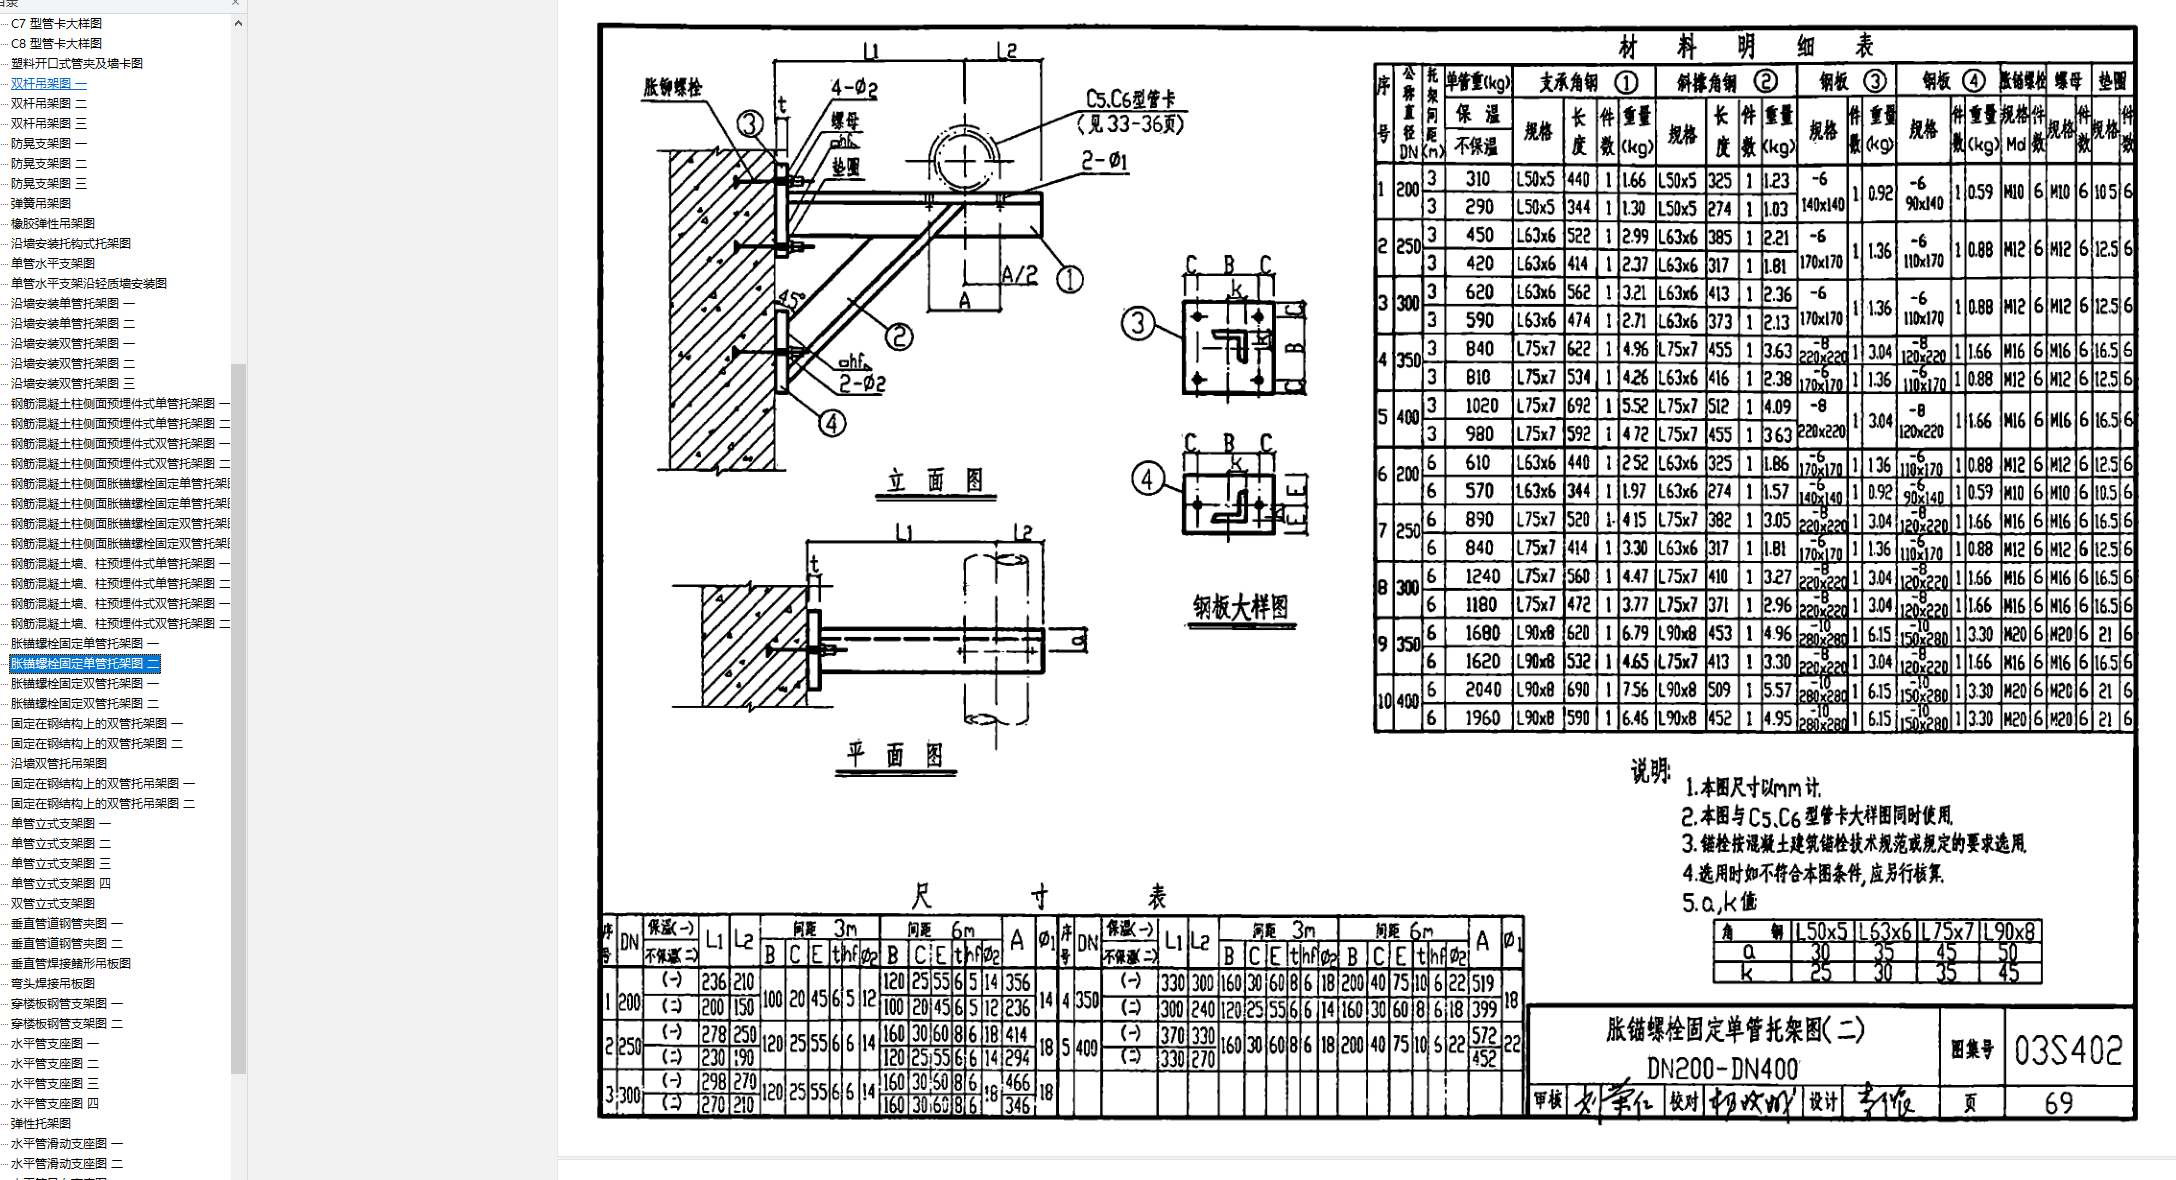 目录
C7 型管卡大样图
C8 型管卡大样图
塑料开口式管夹及墙卡图
双杆吊架图 一
双杆吊架图 二
双杆吊架图 三
防晃支架图 一
防晃支架图 二
防晃支架图 三
弹簧吊架图
橡胶弹性吊架图
沿墙安装托钩式托架图
单管水平支架图
单管水平支架沿轻质墙安装图
沿墙安装单管托架图 一
沿墙安装单管托架图 二
沿墙安装双管托架图 一
沿墙安装双管托架图 二
沿墙安装双管托架图 三
钢筋混凝土柱侧面预埋件式单管托架图 一
钢筋混凝土柱侧面预埋件式单管托架图 二
钢筋混凝土柱侧面预埋件式双管托架图 一
钢筋混凝土柱侧面预埋件式双管托架图 二
钢筋混凝土柱侧面胀锚螺栓固定单管托架
钢筋混凝土柱侧面胀锚螺栓固定单管托架
钢筋混凝土柱侧面胀锚螺栓固定双管托架
钢筋混凝土柱侧面胀锚螺栓固定双管托架
钢筋混凝土墙、柱预埋件式单管托架图 一
钢筋混凝土墙、柱预埋件式单管托架图 二
钢筋混凝土墙、柱预埋件式双管托架图 一
钢筋混凝土墙、柱预埋件式双管托架图 二
胀锚螺栓固定单管托架图 一
胀锚螺栓固定单管托架图 二
胀锚螺栓固定双管托架图 一
胀锚螺栓固定双管托架图 二
固定在钢结构上的双管托架图 一
固定在钢结构上的双管托架图 二
沿墙双管托吊架图
固定在钢结构上的双管托吊架图 一
固定在钢结构上的双管托吊架图 二
单管立式支架图 一
单管立式支架图 二
单管立式支架图 三
单管立式支架图 四
双管立式支架图
垂直管道钢管夹图 一
垂直管道钢管夹图 二
垂直管焊接鳍形吊板图
弯头焊接吊板图
穿楼板钢管支架图 一
穿楼板钢管支架图 二
水平管支座图 一
水平管支座图 二
水平管支座图 三
水平管支座图 四
弹性托架图
水平管滑动支座图 一
水平管滑动支座图 二
L1 L2
胀铆螺栓
t
4-Ø2
螺母
hf
垫圈
C5、C6型管卡
(见33-36页)
2-Ø1
③
A/2
A
①
45°
②
hf
2-Ø2
④
立 面 图
L1 L2
t
a
平 面 图
C B C
k
③
C
B
C
C B C
k
④
E
E
钢板大样图
材 料 明 细 表
序号 公称直径DN 托架间距(m) 单管重(kg) 保温 不保温 支承角钢 ① 规格 长度 件数 重量(kg) 斜撑角钢 ② 规格 长度 件数 重量(kg) 钢板 ③ 规格 件数 重量(kg) 钢板 ④ 规格 件数 重量(kg) 胀锚螺栓 规格Md 件数 螺母 规格 件数 垫圈 规格 件数
1 200 3 310 L50x5 440 1 1.66 L50x5 325 1 1.23 -6 140x140 1 0.92 -6 90x140 1 0.59 M10 6 M10 6 10.5 6
3 290 L50x5 344 1 1.30 L50x5 274 1 1.03
2 250 3 450 L63x6 522 1 2.99 L63x6 385 1 2.21 -6 170x170 1 1.36 -6 110x170 1 0.88 M12 6 M12 6 12.5 6
3 420 L63x6 414 1 2.37 L63x6 317 1 1.81
3 300 3 620 L63x6 562 1 3.21 L63x6 413 1 2.36 -6 170x170 1 1.36 -6 110x170 1 0.88 M12 6 M12 6 12.5 6
3 590 L63x6 474 1 2.71 L63x6 373 1 2.13
4 350 3 840 L75x7 622 1 4.96 L75x7 455 1 3.63 -8 220x220 1 3.04 -8 120x220 1 1.66 M16 6 M16 6 16.5 6
3 810 L75x7 534 1 4.26 L63x6 416 1 2.38 -6 170x170 1 1.36 -6 110x170 1 0.88 M12 6 M12 6 12.5 6
5 400 3 1020 L75x7 692 1 5.52 L75x7 512 1 4.09 -8 220x220 1 3.04 -8 120x220 1 1.66 M16 6 M16 6 16.5 6
3 980 L75x7 592 1 4.72 L75x7 455 1 3.63
6 200 6 610 L63x6 440 1 2.52 L63x6 325 1 1.86 -6 170x170 1 1.36 -6 110x170 1 0.88 M12 6 M12 6 12.5 6
6 570 L63x6 344 1 1.97 L63x6 274 1 1.57 -6 140x140 1 0.92 -6 90x140 1 0.59 M10 6 M10 6 10.5 6
7 250 6 890 L75x7 520 1 4.15 L75x7 382 1 3.05 -8 220x220 1 3.04 -8 120x220 1 1.66 M16 6 M16 6 16.5 6
6 840 L75x7 414 1 3.30 L63x6 317 1 1.81 -6 170x170 1 1.36 -6 110x170 1 0.88 M12 6 M12 6 12.5 6
8 300 6 1240 L75x7 560 1 4.47 L75x7 410 1 3.27 -8 220x220 1 3.04 -8 120x220 1 1.66 M16 6 M16 6 16.5 6
6 1180 L75x7 472 1 3.77 L75x7 371 1 2.96 -8 220x220 1 3.04 -8 120x220 1 1.66 M16 6 M16 6 16.5 6
9 350 6 1680 L90x8 620 1 6.79 L90x8 453 1 4.96 -10 280x280 1 6.15 -10 150x280 1 3.30 M20 6 M20 6 21 6
6 1620 L90x8 532 1 4.65 L75x7 413 1 3.30 -8 220x220 1 3.04 -8 120x220 1 1.66 M16 6 M16 6 16.5 6
10 400 6 2040 L90x8 690 1 7.56 L90x8 509 1 5.57 -10 280x280 1 6.15 -10 150x280 1 3.30 M20 6 M20 6 21 6
6 1960 L90x8 590 1 6.46 L90x8 452 1 4.95 -10 280x280 1 6.15 -10 150x280 1 3.30 M20 6 M20 6 21 6
说明:
1.本图尺寸以mm计.
2.本图与C5、C6型管卡大样图同时使用.
3.锚栓按混凝土建筑锚栓技术规范或规定的要求选用.
4.选用时如不符合本图条件,应另行核算.
5.a,k值
角 钢 L50x5 L63x6 L75x7 L90x8
a 30 35 45 50
k 25 30 35 45
尺 寸 表
序号 DN 保温(一) 不保温(二) L1 L2 间距 3m B C E t hf Ø2 间距 6m B C E t hf Ø2 A Ø1 序号 DN 保温(一) 不保温(二) L1 L2 间距 3m B C E t hf Ø2 间距 6m B C E t hf Ø2 A Ø1
1 200 (一) 236 210 100 20 45 6 5 12 120 25 55 6 5 14 356 14 4 350 (一) 330 300 160 30 60 8 6 18 200 40 75 10 6 22 519 18
(二) 200 150 100 20 45 6 5 12 236 (二) 300 240 120 25 55 6 6 14 160 30 60 8 6 18 399
2 250 (一) 278 250 120 25 55 6 6 14 160 30 60 8 6 18 414 18 5 400 (一) 370 330 160 30 60 8 6 18 200 40 75 10 6 22 572 22
(二) 230 190 120 25 55 6 6 14 294 (二) 330 270 452
3 300 (一) 298 270 120 25 55 6 6 14 160 30 60 8 6 18 466 18
(二) 270 210 160 30 60 8 6 346
胀锚螺栓固定单管托架图(二)
DN200-DN400
图集号 03S402
审核 校对 设计 页 69